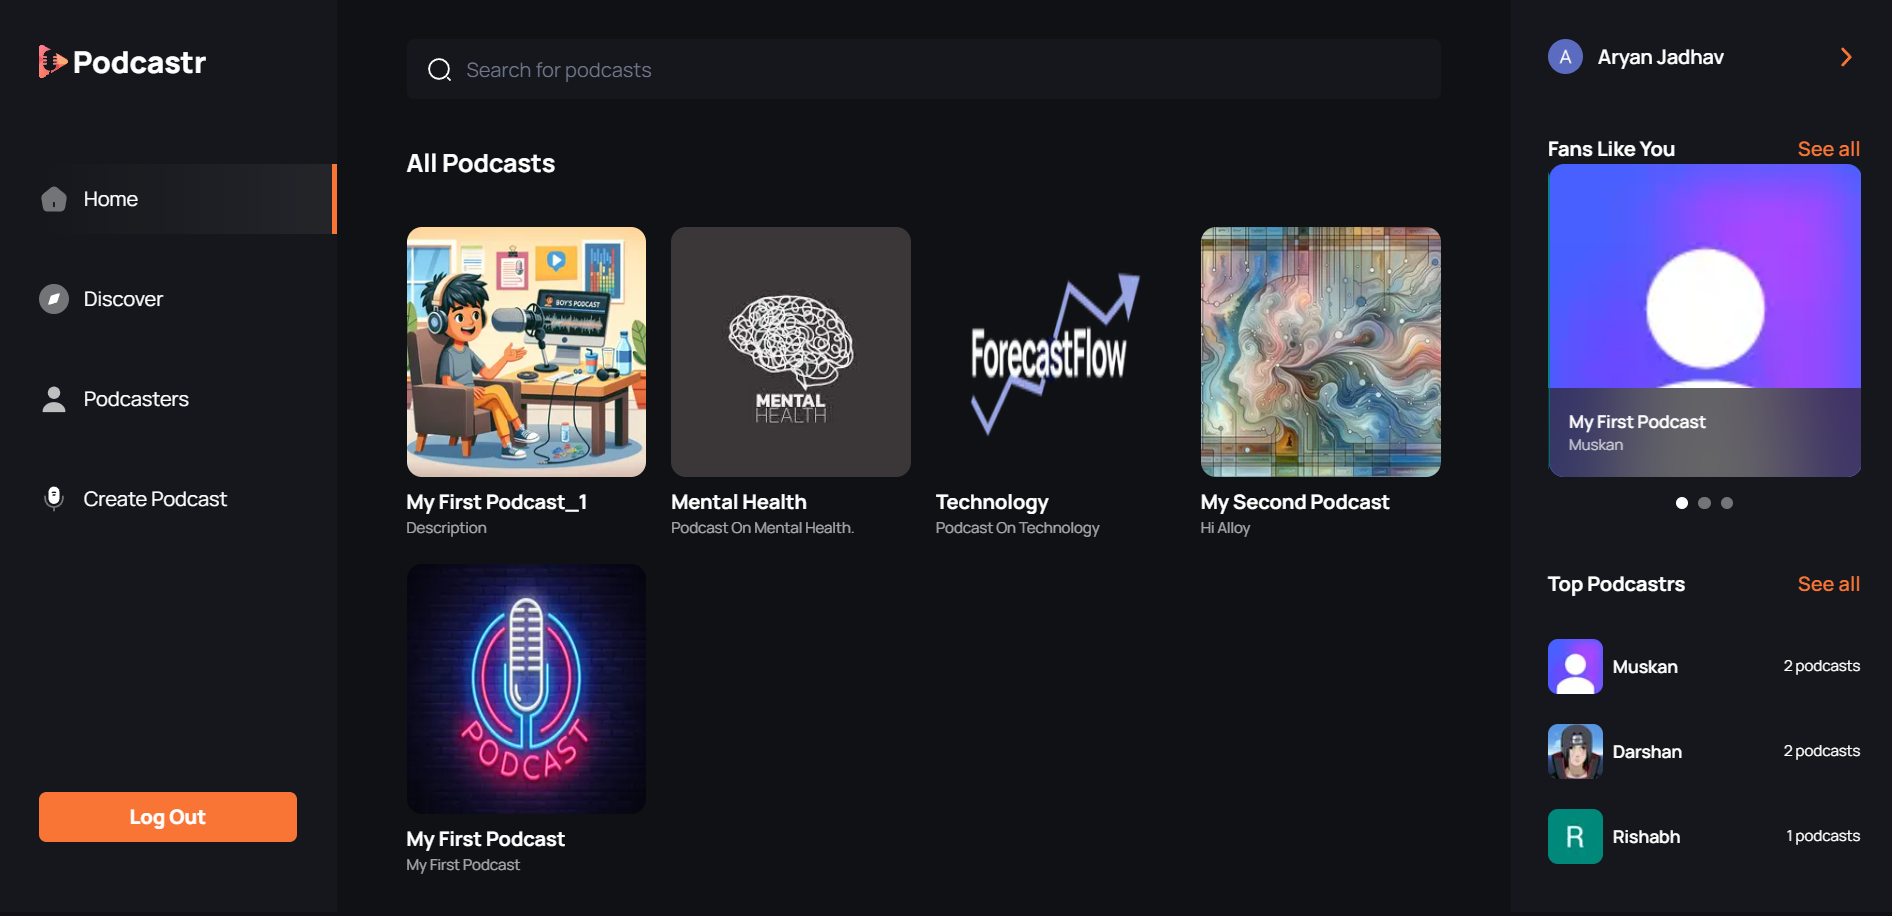 Podcastr
Home
Discover
Podcasters
Create Podcast
Log Out
Search for podcasts
All Podcasts
BOY'S PODCAST
My First Podcast_1
Description
MENTAL
HEALTH
Mental Health
Podcast On Mental Health.
ForecastFlow
Technology
Podcast On Technology
My Second Podcast
Hi Alloy
PODCAST
My First Podcast
My First Podcast
A
Aryan Jadhav
Fans Like You
See all
My First Podcast
Muskan
Top Podcastrs
See all
Muskan
2 podcasts
Darshan
2 podcasts
R
Rishabh
1 podcasts